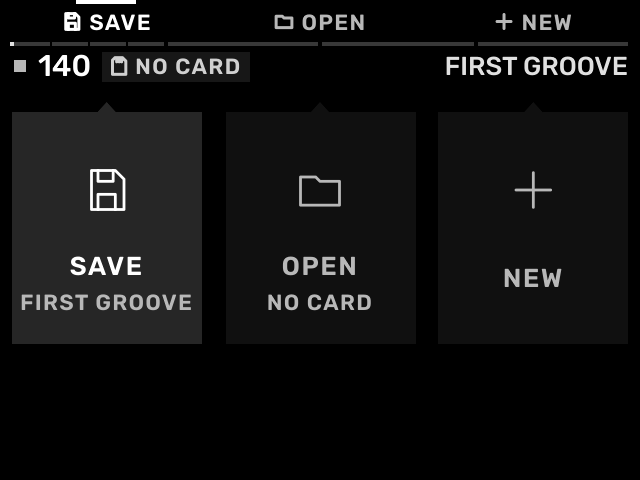 SAVE OPEN NEW
140 NO CARD FIRST GROOVE
SAVE OPEN NEW
FIRST GROOVE NO CARD